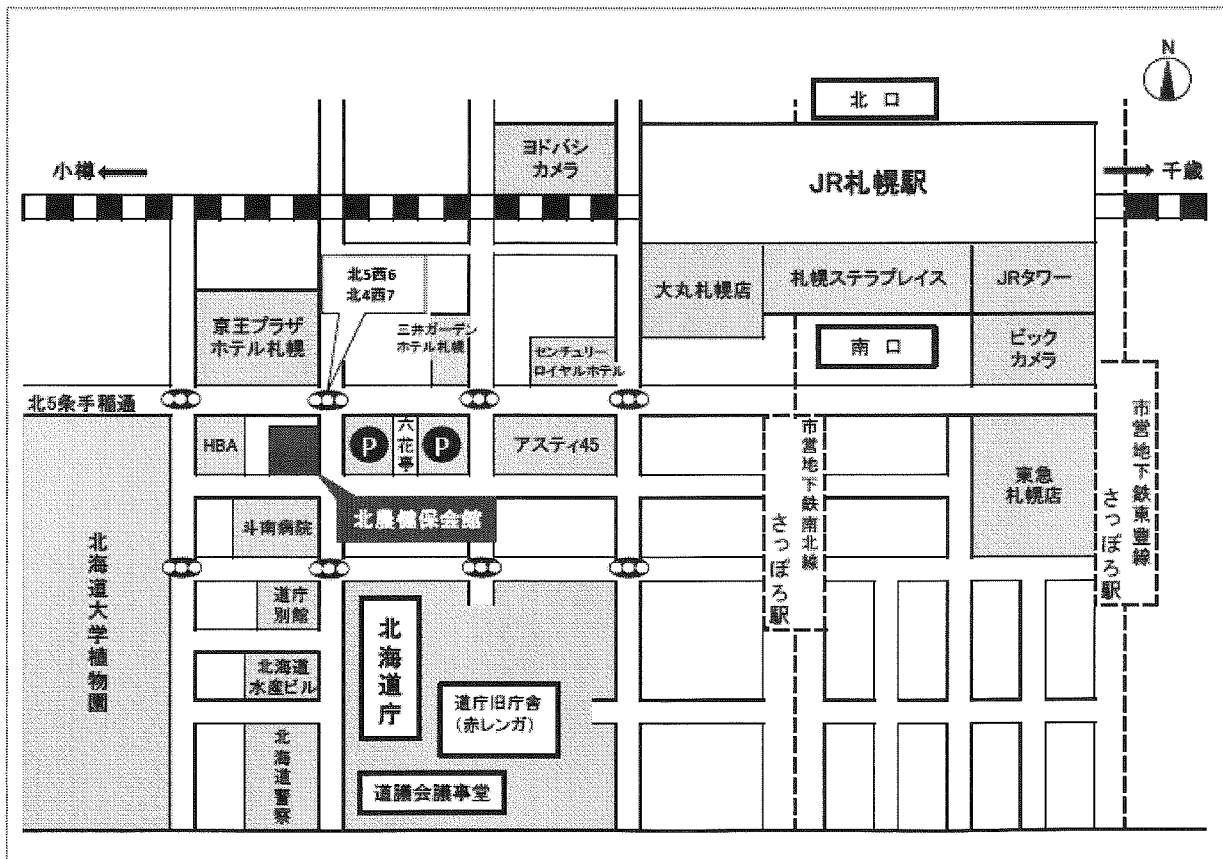 N
北 口
ヨドバシ
カメラ
小樽
JR札幌駅
千歳
北5西6
北4西7
大丸札幌店
札幌ステラプレイス
JRタワー
京王プラザ
ホテル札幌
三井ガーデン
ホテル札幌
センチュリー
ロイヤルホテル
南 口
ビック
カメラ
北5条手稲通
HBA
P
六花亭
P
アスティ45
市営地下鉄南北線
さっぽろ駅
東急
札幌店
市営地下鉄東豊線
さっぽろ駅
北農健保会館
斗南病院
北海道大学植物園
道庁
別館
北海道庁
北海道
水産ビル
道庁旧庁舎
(赤レンガ)
北海道警察
道議会議事堂